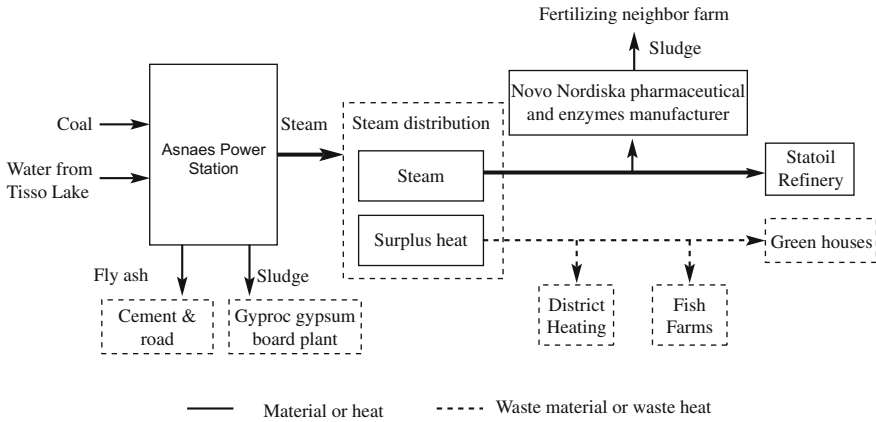 Fertilizing neighbor farm
Sludge
Novo Nordiska pharmaceutical
and enzymes manufacturer
Coal
Water from
Tisso Lake
Asnaes Power
Station
Steam
Steam distribution
Steam
Surplus heat
Statoil
Refinery
Green houses
Fly ash
Sludge
Cement &
road
Gyproc gypsum
board plant
District
Heating
Fish
Farms
Material or heat
Waste material or waste heat